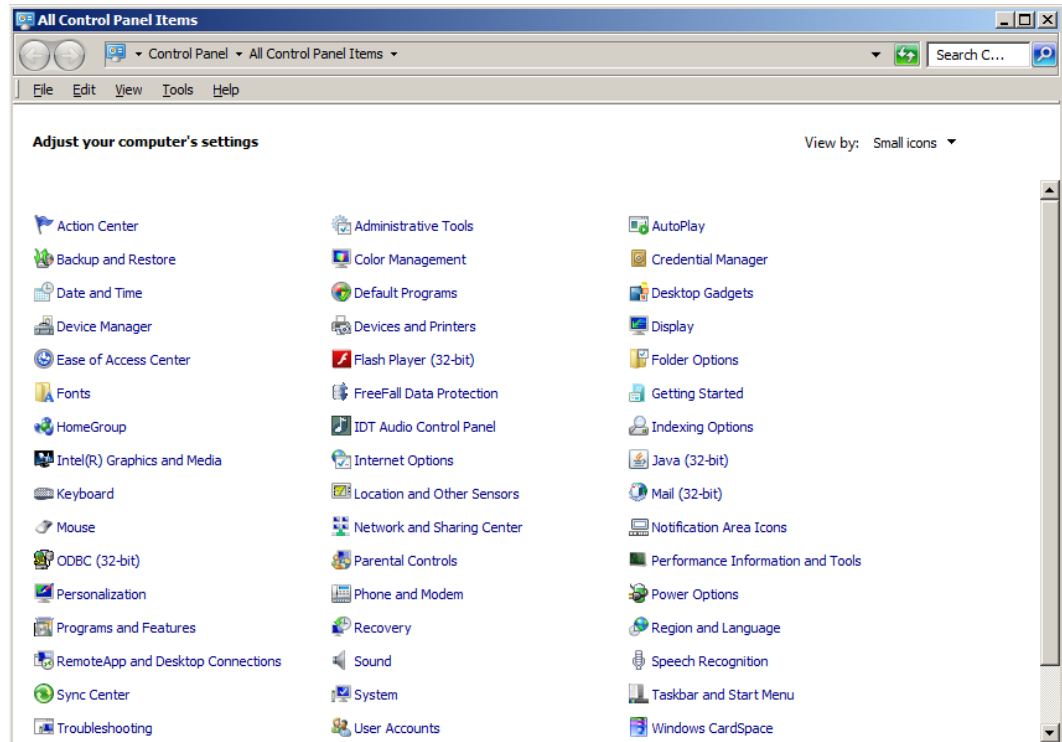 All Control Panel Items
Control Panel All Control Panel Items Search C...
File Edit View Tools Help
Adjust your computer's settings View by: Small icons
Action Center Administrative Tools AutoPlay
Backup and Restore Color Management Credential Manager
Date and Time Default Programs Desktop Gadgets
Device Manager Devices and Printers Display
Ease of Access Center Flash Player (32-bit) Folder Options
Fonts FreeFall Data Protection Getting Started
HomeGroup IDT Audio Control Panel Indexing Options
Intel(R) Graphics and Media Internet Options Java (32-bit)
Keyboard Location and Other Sensors Mail (32-bit)
Mouse Network and Sharing Center Notification Area Icons
ODBC (32-bit) Parental Controls Performance Information and Tools
Personalization Phone and Modem Power Options
Programs and Features Recovery Region and Language
RemoteApp and Desktop Connections Sound Speech Recognition
Sync Center System Taskbar and Start Menu
Troubleshooting User Accounts Windows CardSpace